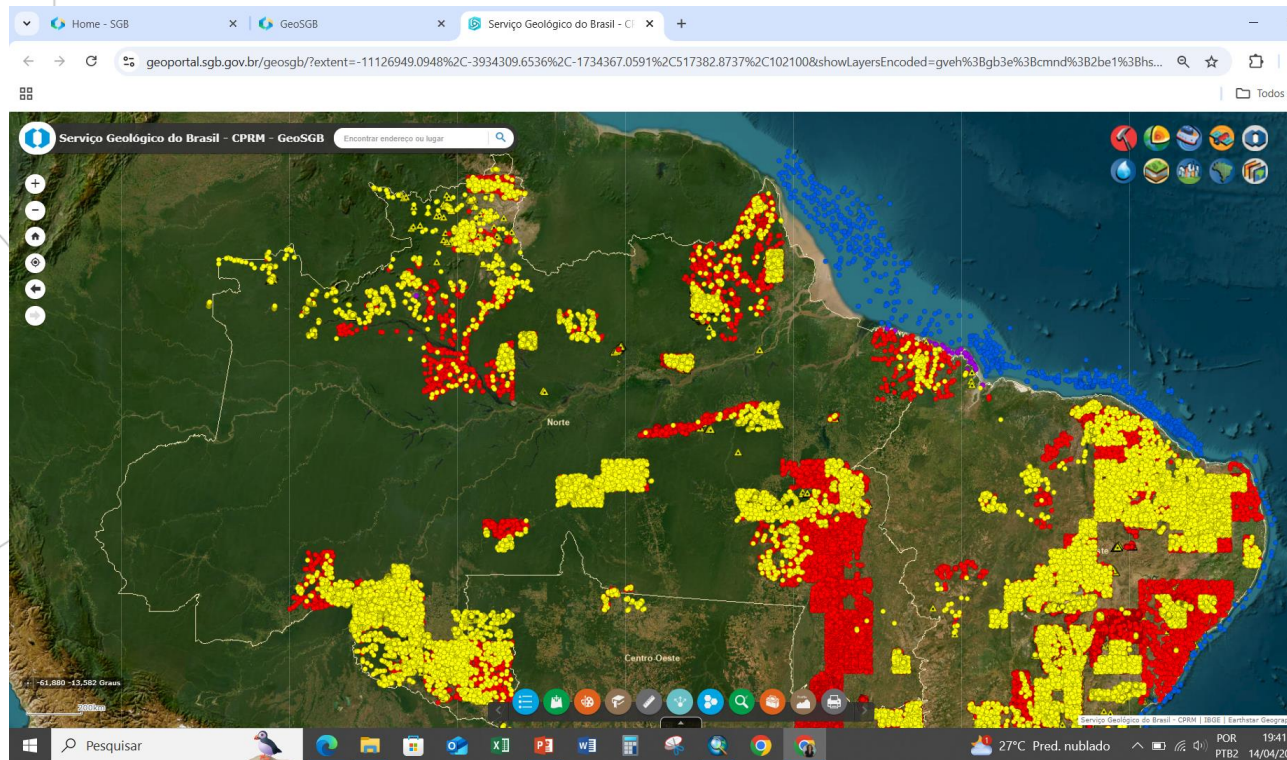 Home - SGB
GeoSGB
Serviço Geológico do Brasil - C
geoportal.sgb.gov.br/geosgb/?extent=-11126949.0948%2C-3934309.6536%2C-1734367.0591%2C517382.8737%2C102100&showLayersEncoded=gveh%3Bgb3e%3Bcmnd%3B2be1%3Bhs...
Todos
Serviço Geológico do Brasil - CPRM - GeoSGB
Encontrar endereço ou lugar
Norte
Centro-Oeste
-61,880 -13,582 Graus
200km
Serviço Geológico do Brasil - CPRM | IBGE | Earthstar Geograp
Pesquisar
27°C Pred. nublado
POR
PTB2
19:41
14/04/20